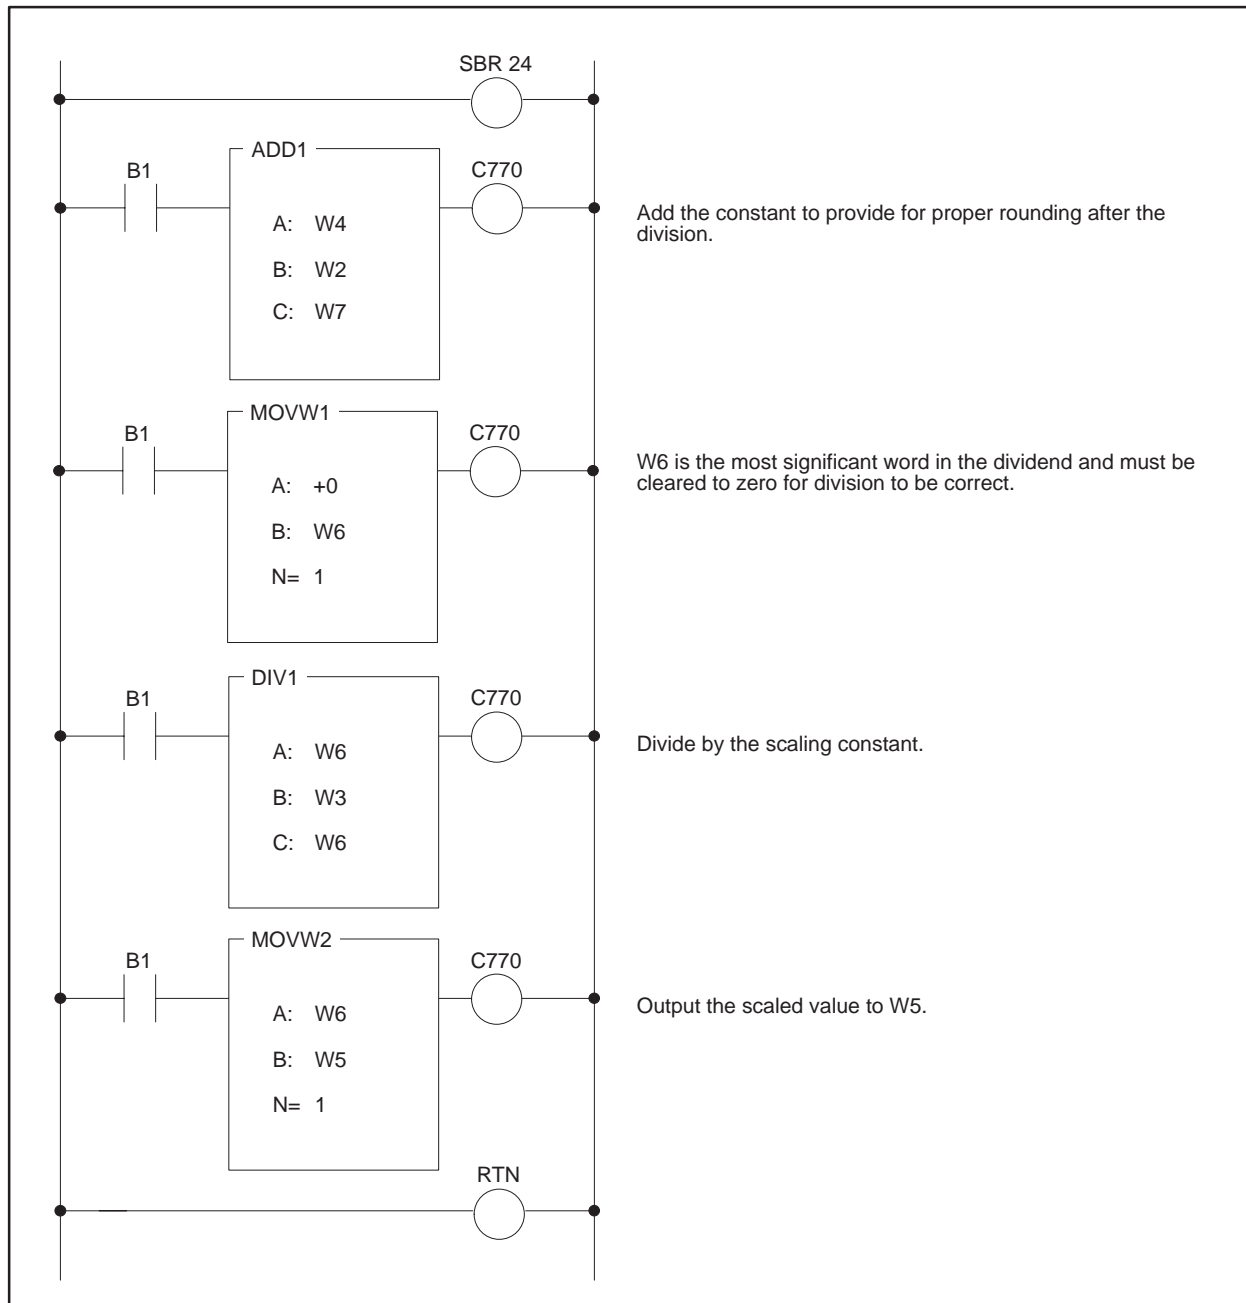 SBR 24
ADD1
B1
C770
A: W4
B: W2
C: W7
Add the constant to provide for proper rounding after the
division.
MOVW1
B1
C770
A: +0
B: W6
N= 1
W6 is the most significant word in the dividend and must be
cleared to zero for division to be correct.
DIV1
B1
C770
A: W6
B: W3
C: W6
Divide by the scaling constant.
MOVW2
B1
C770
A: W6
B: W5
N= 1
Output the scaled value to W5.
RTN